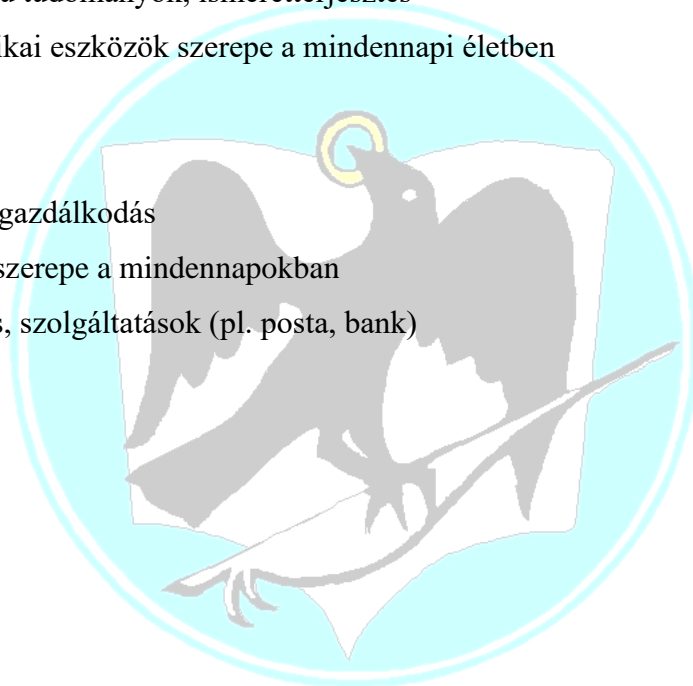 tudományok, ismeretterjesztés
ikai eszközök szerepe a mindennapi életben
gazdálkodás
szerepe a mindennapokban
s, szolgáltatások (pl. posta, bank)